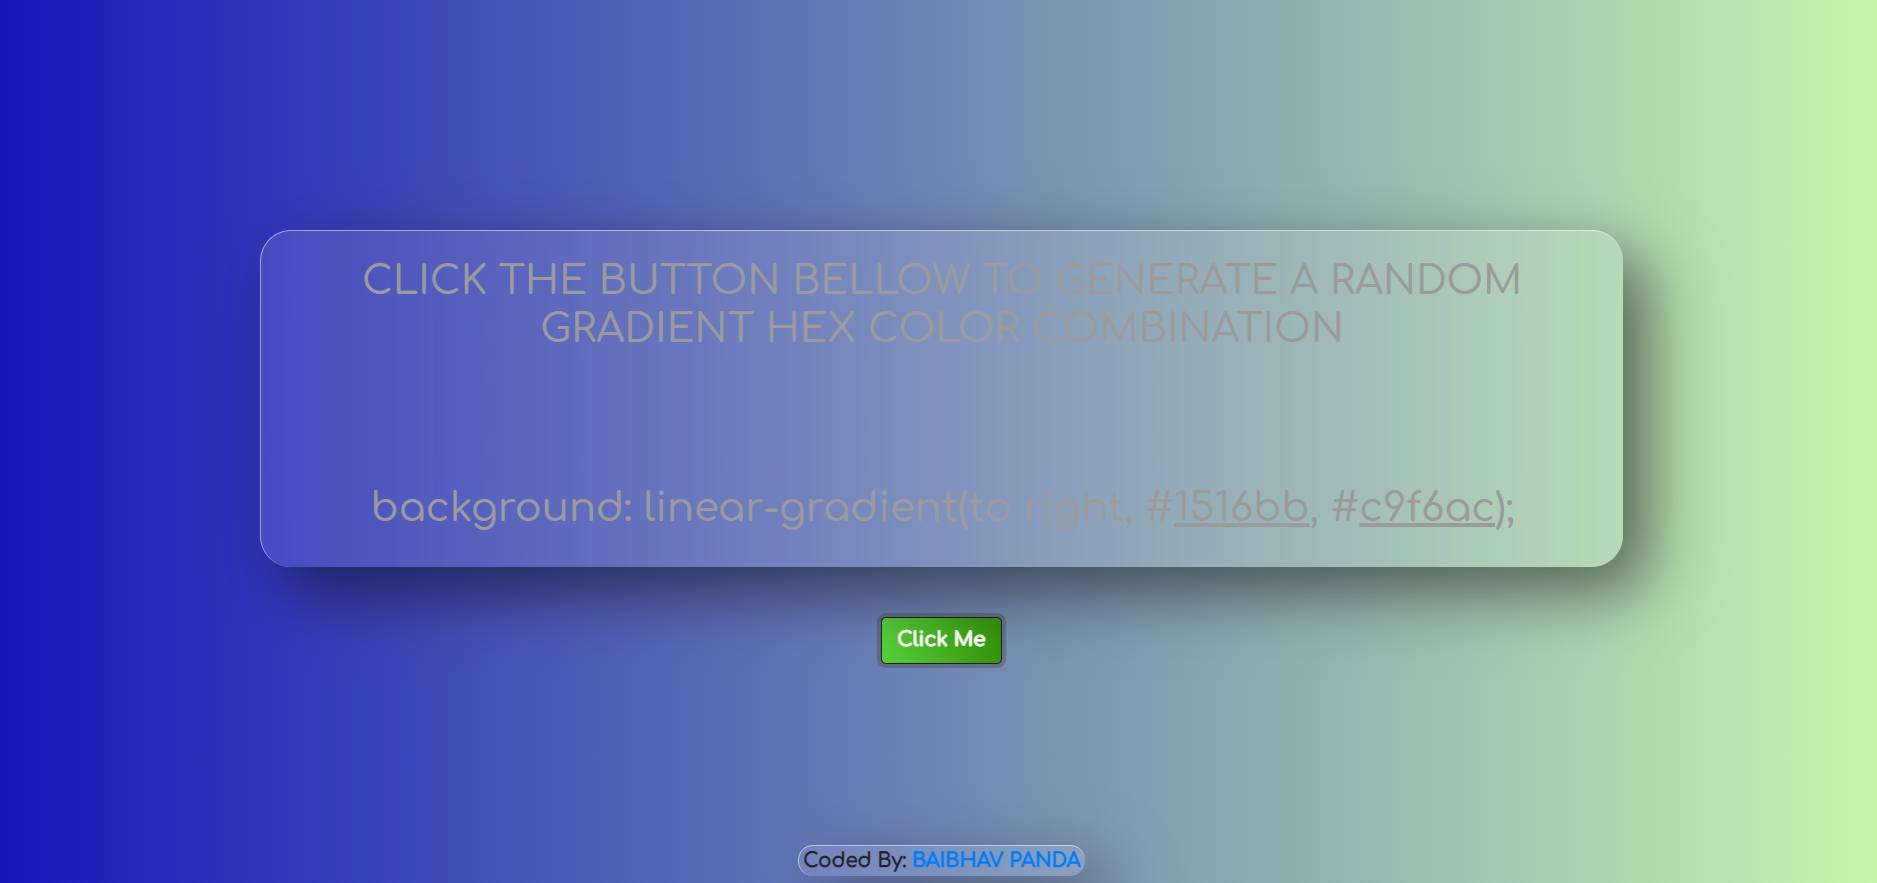 CLICK THE BUTTON BELLOW TO GENERATE A RANDOM
GRADIENT HEX COLOR COMBINATION
background: linear-gradient(to right, #1516bb, #c9f6ac);
Click Me
Coded By: BAIBHAV PANDA